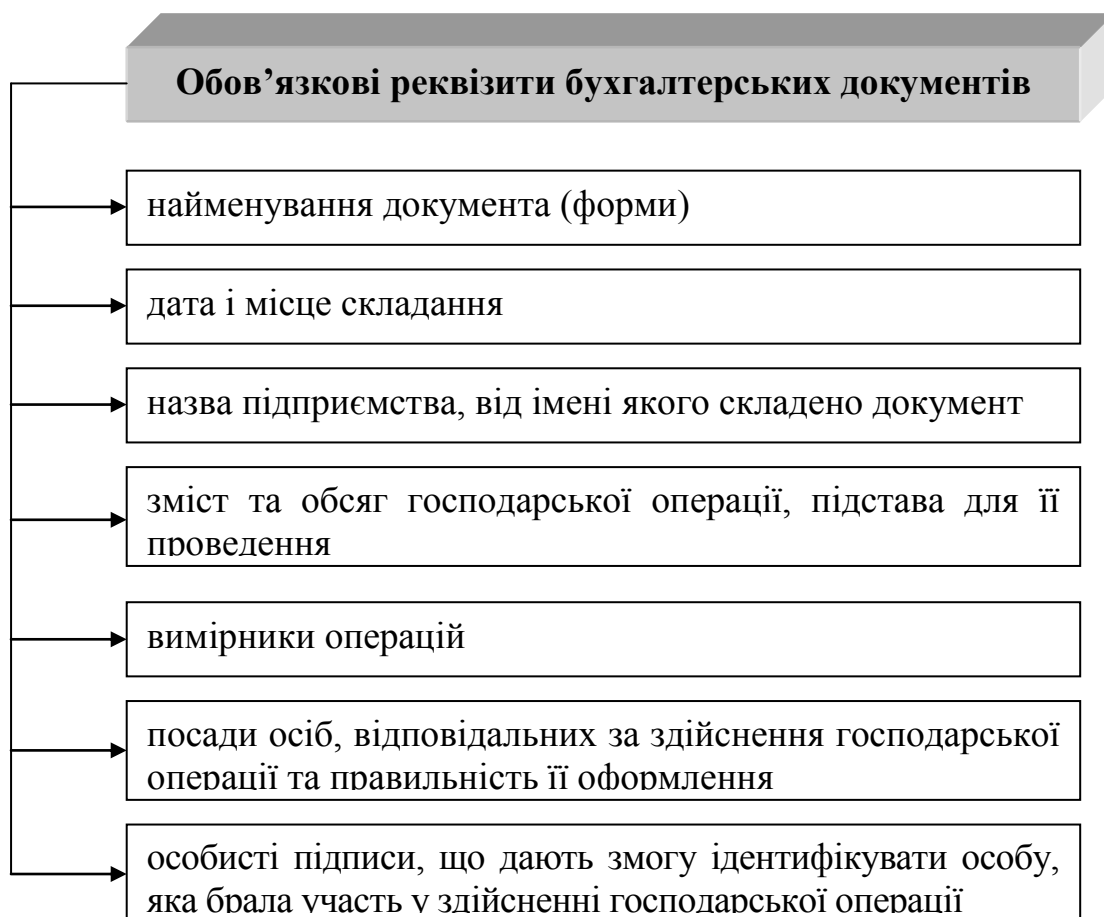 Обов’язкові реквізити бухгалтерських документів
найменування документа (форми)
дата і місце складання
назва підприємства, від імені якого складено документ
зміст та обсяг господарської операції, підстава для її
проведення
вимірники операцій
посади осіб, відповідальних за здійснення господарської
операції та правильність її оформлення
особисті підписи, що дають змогу ідентифікувати особу,
яка брала участь у здійсненні господарської операції